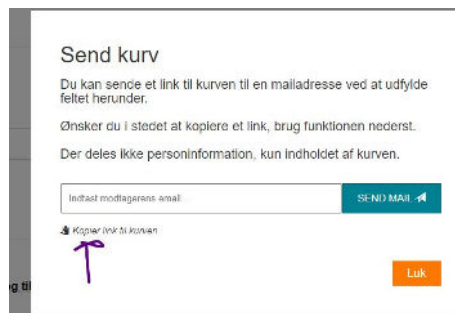 Send kurv
Du kan sende et link til kurven til en mailadresse ved at udfylde
feltet herunder.
Ønsker du i stedet at kopiere et link, brug funktionen nederst.
Der deles ikke personinformation, kun indholdet af kurven.
Indtast modtagerens email...
SEND MAIL
Kopier link til kurven
Luk
og til